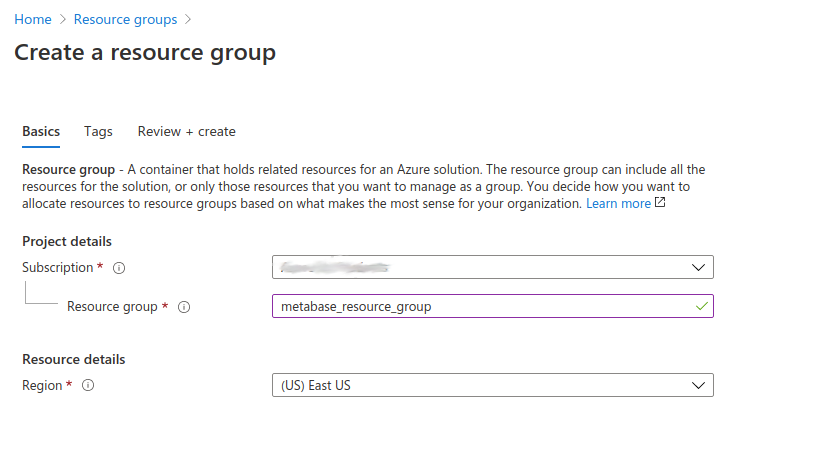 Home > Resource groups >
Create a resource group
Basics Tags Review + create
Resource group - A container that holds related resources for an Azure solution. The resource group can include all the
resources for the solution, or only those resources that you want to manage as a group. You decide how you want to
allocate resources to resource groups based on what makes the most sense for your organization. Learn more
Project details
Subscription *
Resource group * metabase_resource_group
Resource details
Region * (US) East US